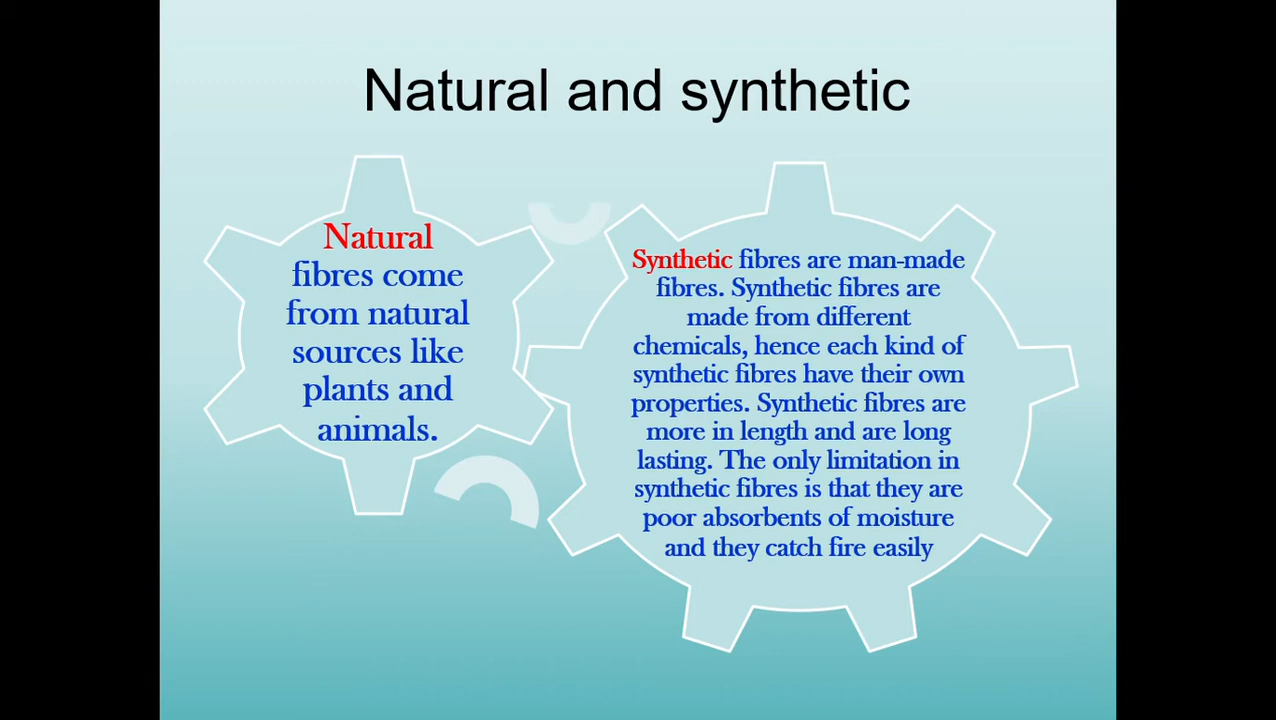 Natural and synthetic
Natural
fibres come
from natural
sources like
plants and
animals.
Synthetic fibres are man-made
fibres. Synthetic fibres are
made from different
chemicals, hence each kind of
synthetic fibres have their own
properties. Synthetic fibres are
more in length and are long
lasting. The only limitation in
synthetic fibres is that they are
poor absorbents of moisture
and they catch fire easily